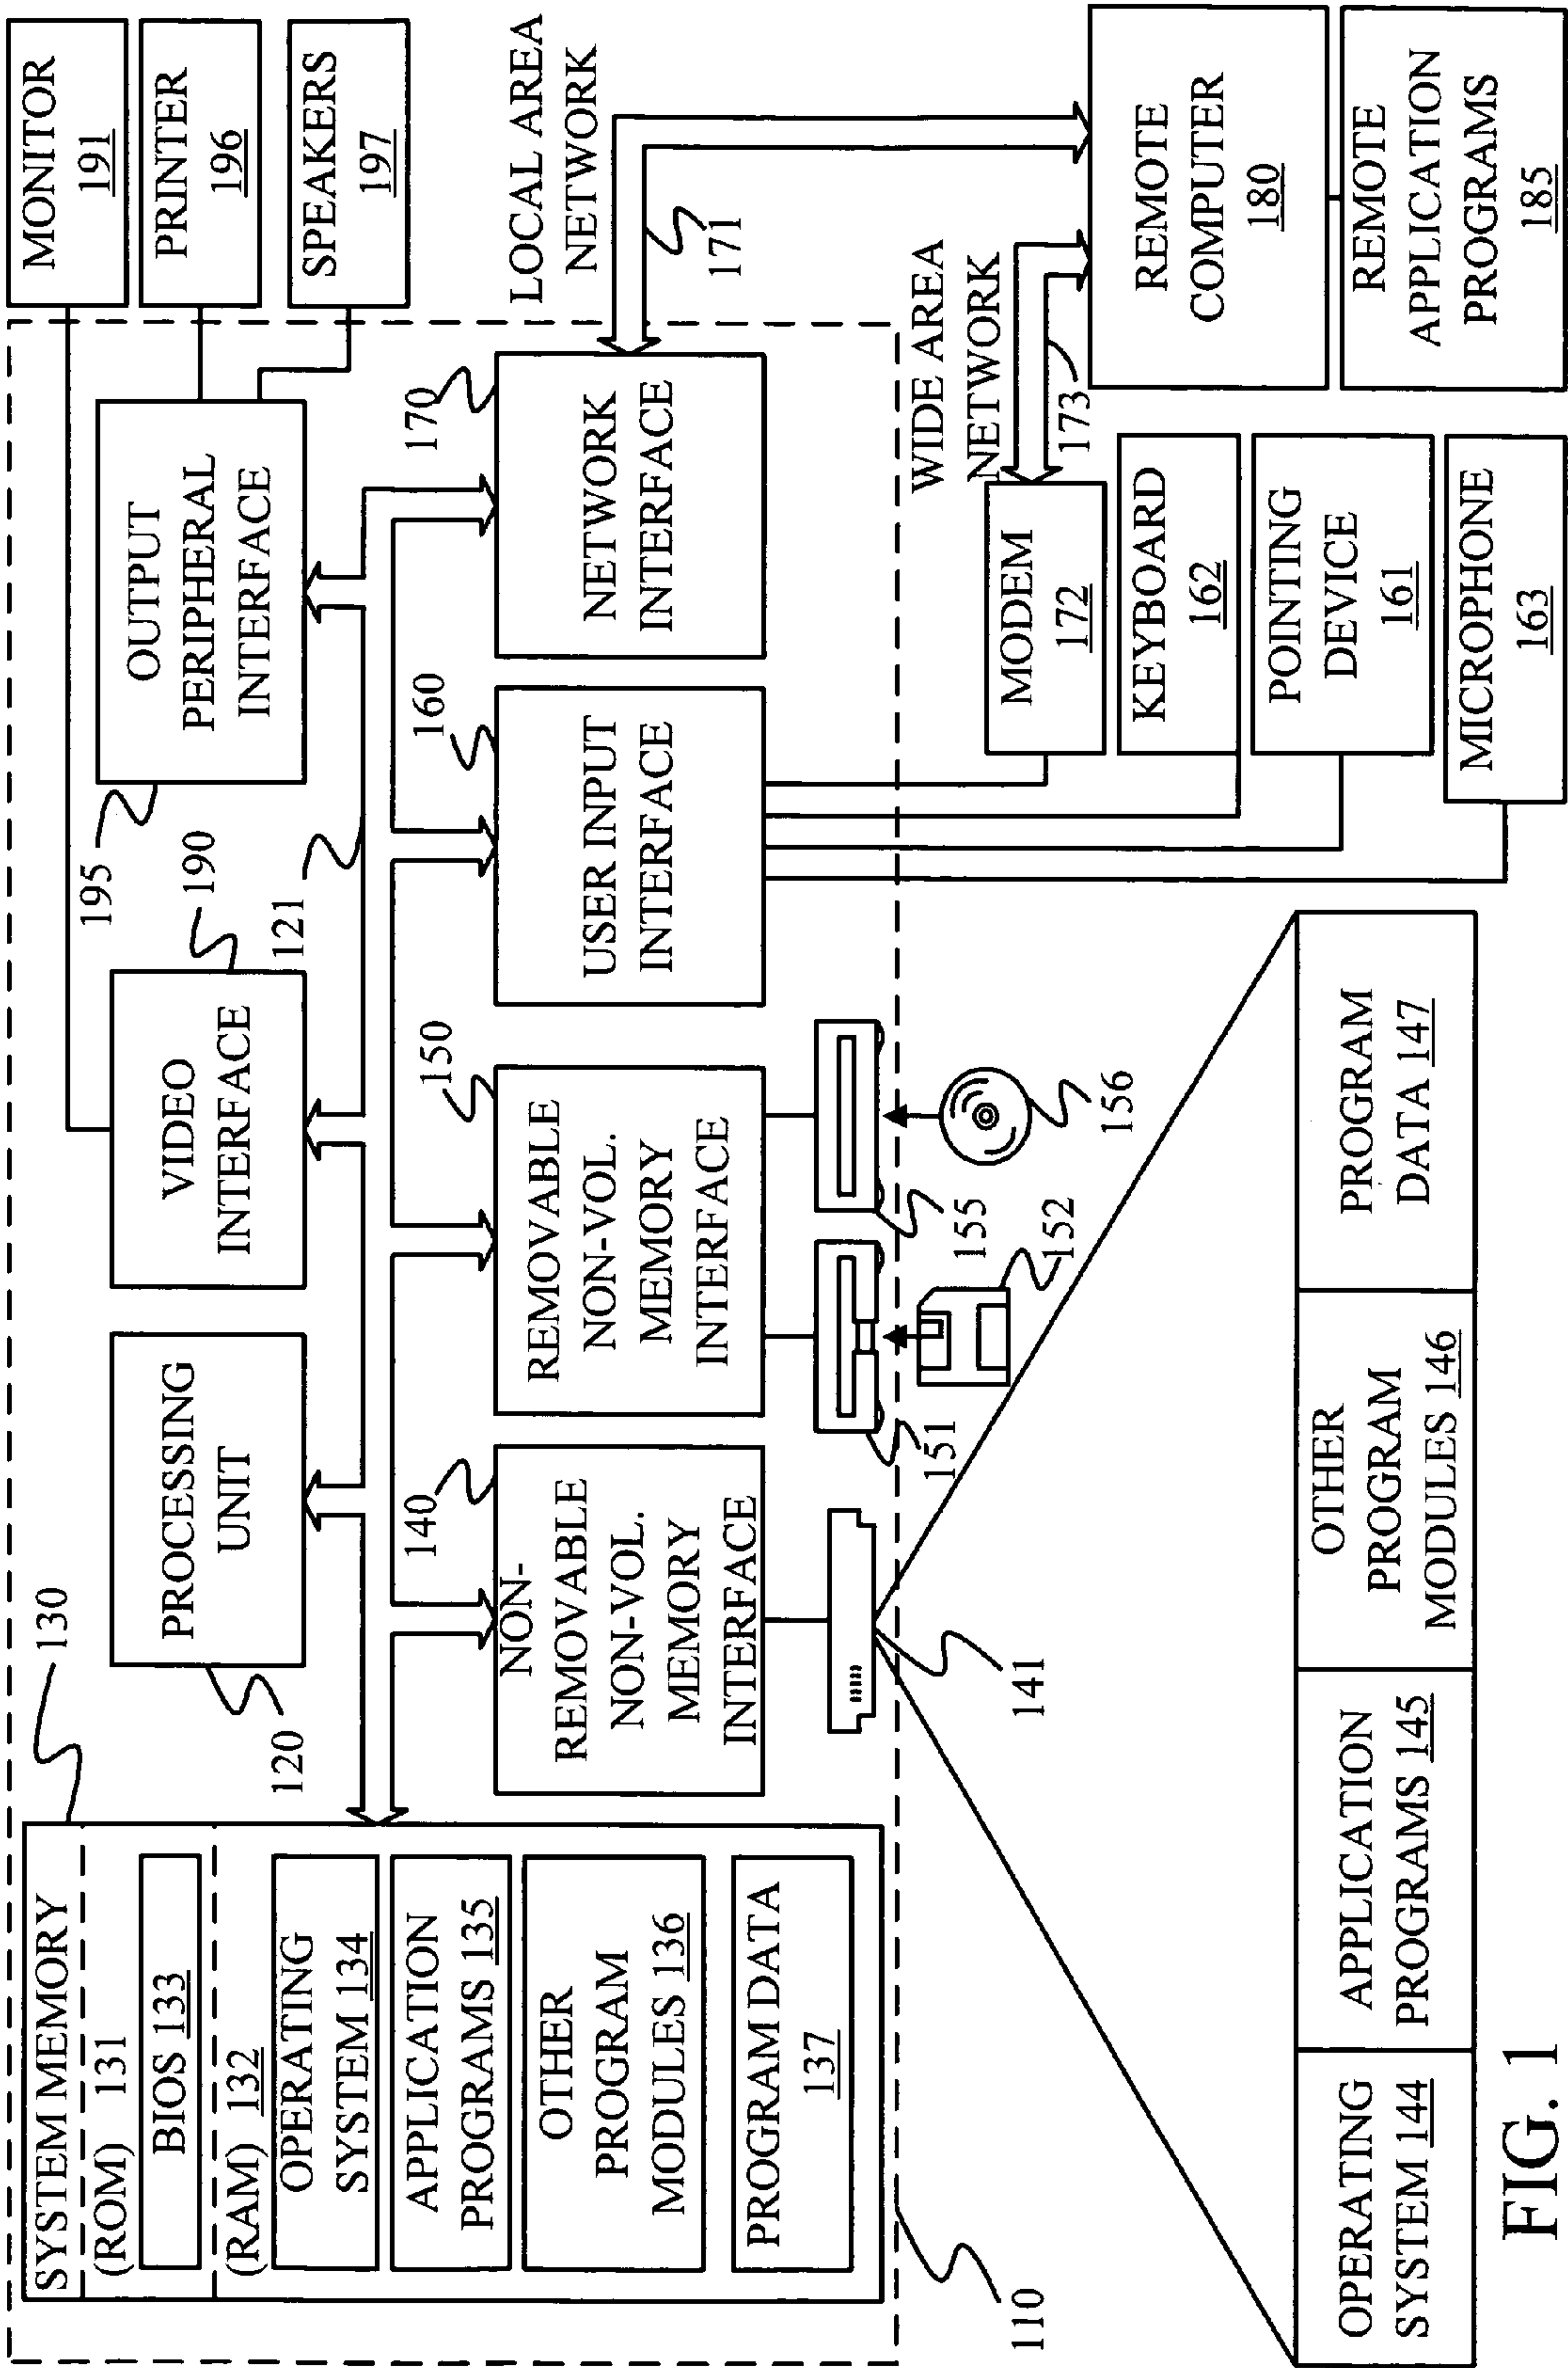 SYSTEM MEMORY
(ROM) 131
BIOS 133
(RAM) 132
OPERATING
SYSTEM 134
APPLICATION
PROGRAMS 135
OTHER
PROGRAM
MODULES 136
PROGRAM DATA
137
130
PROCESSING
UNIT
120
VIDEO
INTERFACE
190
121
OUTPUT
PERIPHERAL
INTERFACE
195
MONITOR
191
PRINTER
196
SPEAKERS
197
NON-
REMOVABLE
NON-VOL.
MEMORY
INTERFACE
140
REMOVABLE
NON-VOL.
MEMORY
INTERFACE
150
USER INPUT
INTERFACE
160
NETWORK
INTERFACE
170
LOCAL AREA
NETWORK
171
141
151
152
155
156
110
WIDE AREA
NETWORK
173
MODEM
172
KEYBOARD
162
POINTING
DEVICE
161
MICROPHONE
163
REMOTE
COMPUTER
180
REMOTE
APPLICATION
PROGRAMS
185
OPERATING
SYSTEM 144
APPLICATION
PROGRAMS 145
OTHER
PROGRAM
MODULES 146
PROGRAM
DATA 147
FIG. 1